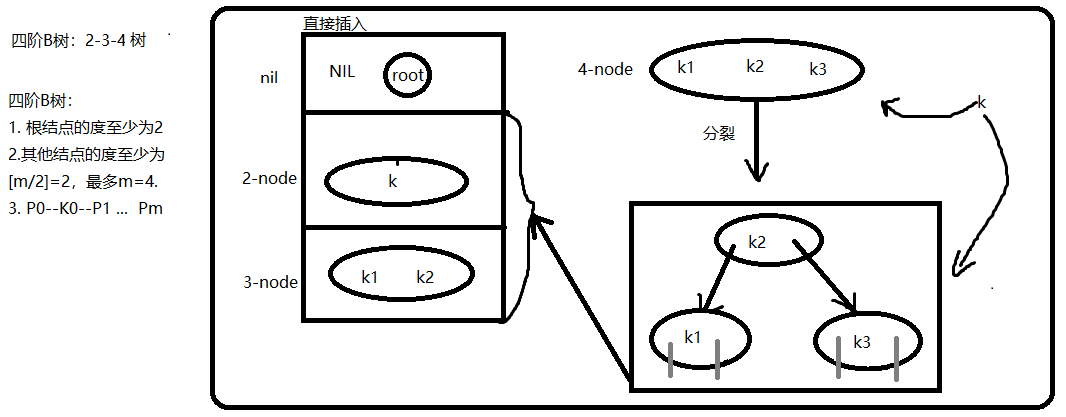 四阶B树：2-3-4 树
四阶B树：
1. 根结点的度至少为2
2.其他结点的度至少为
[m/2]=2，最多m=4.
3. P0--K0--P1 ... Pm
直接插入
nil
NIL
root
2-node
k
3-node
k1 k2
4-node
k1 k2 k3
k
分裂
k2
k1
k3